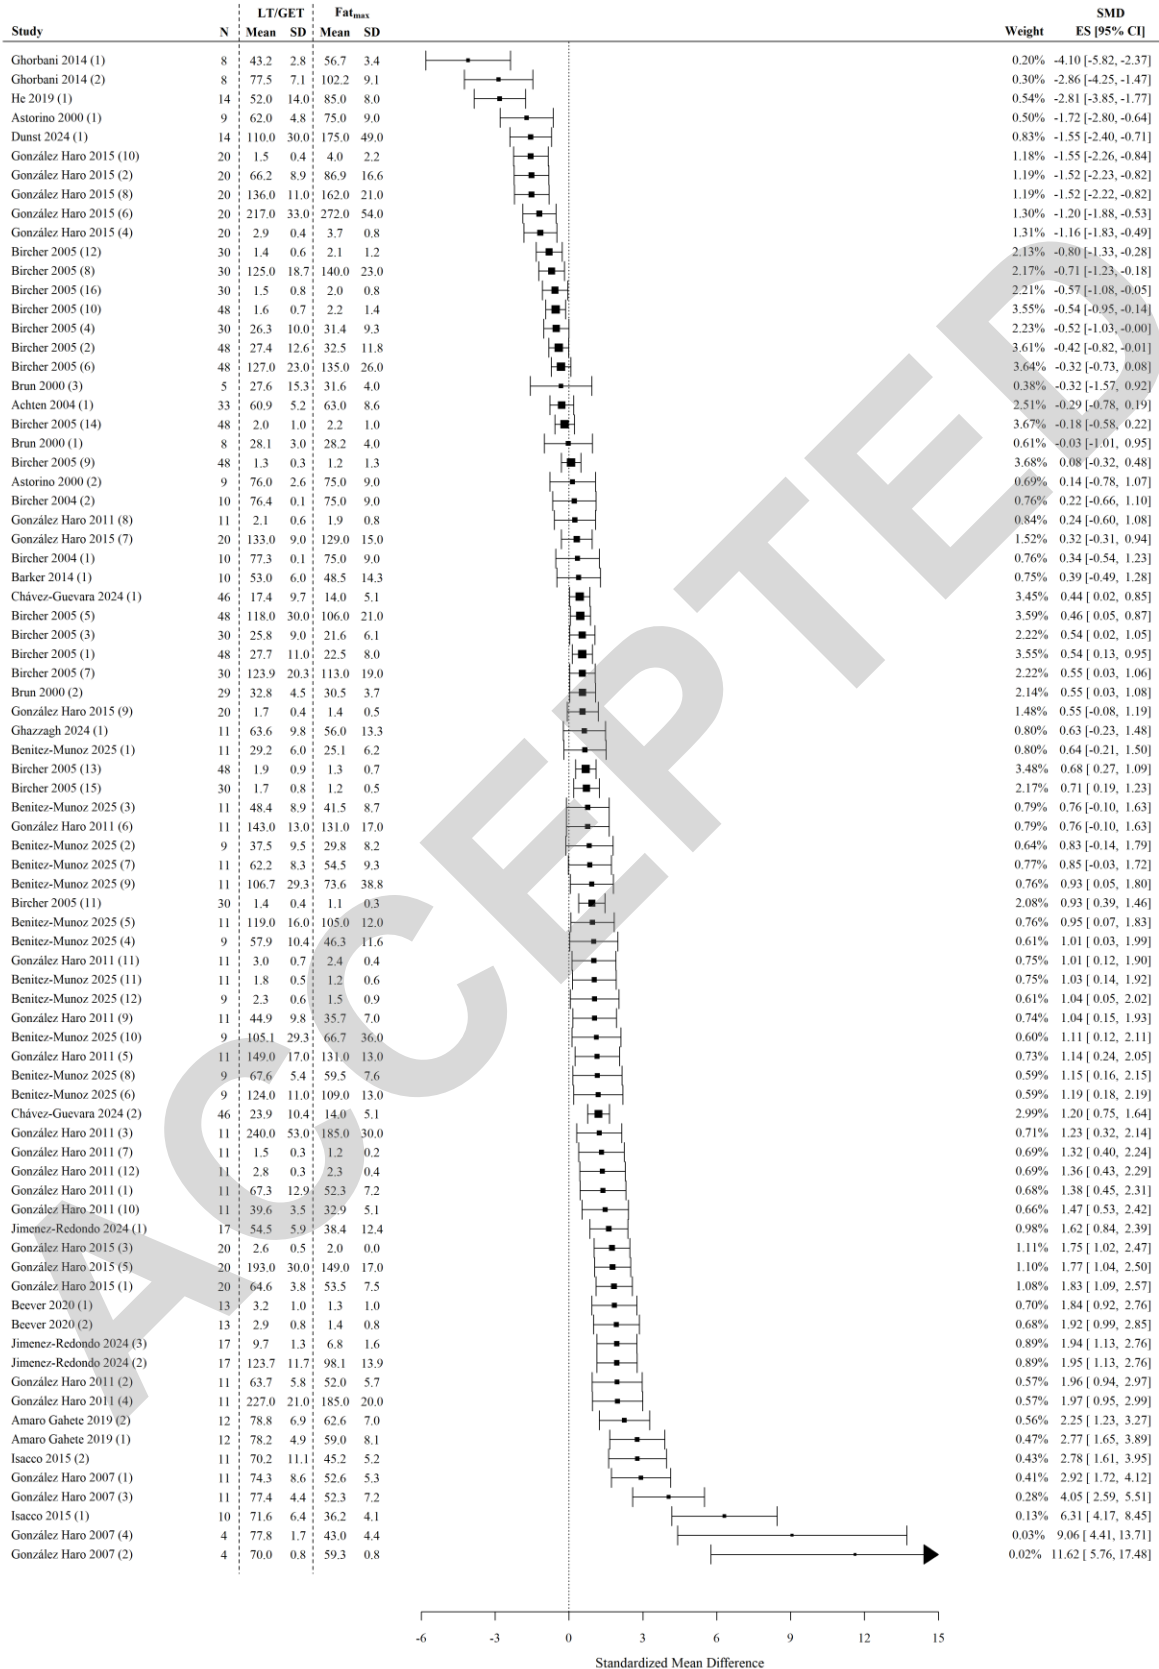 LT/GET Fatmax SMD
Study N Mean SD Mean SD Weight ES [95% CI]
Ghorbani 2014 (1) 8 43.2 2.8 56.7 3.4 0.20% -4.10 [-5.82, -2.37]
Ghorbani 2014 (2) 8 77.5 7.1 102.2 9.1 0.30% -2.86 [-4.25, -1.47]
He 2019 (1) 14 52.0 14.0 85.0 8.0 0.54% -2.81 [-3.85, -1.77]
Astorino 2000 (1) 9 62.0 4.8 75.0 9.0 0.50% -1.72 [-2.80, -0.64]
Dunst 2024 (1) 14 110.0 30.0 175.0 49.0 0.83% -1.55 [-2.40, -0.71]
González Haro 2015 (10) 20 1.5 0.4 4.0 2.2 1.18% -1.55 [-2.26, -0.84]
González Haro 2015 (2) 20 66.2 8.9 86.9 16.6 1.19% -1.52 [-2.23, -0.82]
González Haro 2015 (8) 20 136.0 11.0 162.0 21.0 1.19% -1.52 [-2.22, -0.82]
González Haro 2015 (6) 20 217.0 33.0 272.0 54.0 1.30% -1.20 [-1.88, -0.53]
González Haro 2015 (4) 20 2.9 0.4 3.7 0.8 1.31% -1.16 [-1.83, -0.49]
Bircher 2005 (12) 30 1.4 0.6 2.1 1.2 2.13% -0.80 [-1.33, -0.28]
Bircher 2005 (8) 30 125.0 18.7 140.0 23.0 2.17% -0.71 [-1.23, -0.18]
Bircher 2005 (16) 30 1.5 0.8 2.0 0.8 2.21% -0.57 [-1.08, -0.05]
Bircher 2005 (10) 48 1.6 0.7 2.2 1.4 3.55% -0.54 [-0.95, -0.14]
Bircher 2005 (4) 30 26.3 10.0 31.4 9.3 2.23% -0.52 [-1.03, -0.00]
Bircher 2005 (2) 48 27.4 12.6 32.5 11.8 3.61% -0.42 [-0.82, -0.01]
Bircher 2005 (6) 48 127.0 23.0 135.0 26.0 3.64% -0.32 [-0.73, 0.08]
Brun 2000 (3) 5 27.6 15.3 31.6 4.0 0.38% -0.32 [-1.57, 0.92]
Achten 2004 (1) 33 60.9 5.2 63.0 8.6 2.51% -0.29 [-0.78, 0.19]
Bircher 2005 (14) 48 2.0 1.0 2.2 1.0 3.67% -0.18 [-0.58, 0.22]
Brun 2000 (1) 8 28.1 3.0 28.2 4.0 0.61% -0.03 [-1.01, 0.95]
Bircher 2005 (9) 48 1.3 0.3 1.2 1.3 3.68% 0.08 [-0.32, 0.48]
Astorino 2000 (2) 9 76.0 2.6 75.0 9.0 0.69% 0.14 [-0.78, 1.07]
Bircher 2004 (2) 10 76.4 0.1 75.0 9.0 0.76% 0.22 [-0.66, 1.10]
González Haro 2011 (8) 11 2.1 0.6 1.9 0.8 0.84% 0.24 [-0.60, 1.08]
González Haro 2015 (7) 20 133.0 9.0 129.0 15.0 1.52% 0.32 [-0.31, 0.94]
Bircher 2004 (1) 10 77.3 0.1 75.0 9.0 0.76% 0.34 [-0.54, 1.23]
Barker 2014 (1) 10 53.0 6.0 48.5 14.3 0.75% 0.39 [-0.49, 1.28]
Chávez-Guevara 2024 (1) 46 17.4 9.7 14.0 5.1 3.45% 0.44 [ 0.02, 0.85]
Bircher 2005 (5) 48 118.0 30.0 106.0 21.0 3.59% 0.46 [ 0.05, 0.87]
Bircher 2005 (3) 30 25.8 9.0 21.6 6.1 2.22% 0.54 [ 0.02, 1.05]
Bircher 2005 (1) 48 27.7 11.0 22.5 8.0 3.55% 0.54 [ 0.13, 0.95]
Bircher 2005 (7) 30 123.9 20.3 113.0 19.0 2.22% 0.55 [ 0.03, 1.06]
Brun 2000 (2) 29 32.8 4.5 30.5 3.7 2.14% 0.55 [ 0.03, 1.08]
González Haro 2015 (9) 20 1.7 0.4 1.4 0.5 1.48% 0.55 [-0.08, 1.19]
Ghazzagh 2024 (1) 11 63.6 9.8 56.0 13.3 0.80% 0.63 [-0.23, 1.48]
Benitez-Munoz 2025 (1) 11 29.2 6.0 25.1 6.2 0.80% 0.64 [-0.21, 1.50]
Bircher 2005 (13) 48 1.9 0.9 1.3 0.7 3.48% 0.68 [ 0.27, 1.09]
Bircher 2005 (15) 30 1.7 0.8 1.2 0.5 2.17% 0.71 [ 0.19, 1.23]
Benitez-Munoz 2025 (3) 11 48.4 8.9 41.5 8.7 0.79% 0.76 [-0.10, 1.63]
González Haro 2011 (6) 11 143.0 13.0 131.0 17.0 0.79% 0.76 [-0.10, 1.63]
Benitez-Munoz 2025 (2) 9 37.5 9.5 29.8 8.2 0.64% 0.83 [-0.14, 1.79]
Benitez-Munoz 2025 (7) 11 62.2 8.3 54.5 9.3 0.77% 0.85 [-0.03, 1.72]
Benitez-Munoz 2025 (9) 11 106.7 29.3 73.6 38.8 0.76% 0.93 [ 0.05, 1.80]
Bircher 2005 (11) 30 1.4 0.4 1.1 0.3 2.08% 0.93 [ 0.39, 1.46]
Benitez-Munoz 2025 (5) 11 119.0 16.0 105.0 12.0 0.76% 0.95 [ 0.07, 1.83]
Benitez-Munoz 2025 (4) 9 57.9 10.4 46.3 11.6 0.61% 1.01 [ 0.03, 1.99]
González Haro 2011 (11) 11 3.0 0.7 2.4 0.4 0.75% 1.01 [ 0.12, 1.90]
Benitez-Munoz 2025 (11) 11 1.8 0.5 1.2 0.6 0.75% 1.03 [ 0.14, 1.92]
Benitez-Munoz 2025 (12) 9 2.3 0.6 1.5 0.9 0.61% 1.04 [ 0.05, 2.02]
González Haro 2011 (9) 11 44.9 9.8 35.7 7.0 0.74% 1.04 [ 0.15, 1.93]
Benitez-Munoz 2025 (10) 9 105.1 29.3 66.7 36.0 0.60% 1.11 [ 0.12, 2.11]
González Haro 2011 (5) 11 149.0 17.0 131.0 13.0 0.73% 1.14 [ 0.24, 2.05]
Benitez-Munoz 2025 (8) 9 67.6 5.4 59.5 7.6 0.59% 1.15 [ 0.16, 2.15]
Benitez-Munoz 2025 (6) 9 124.0 11.0 109.0 13.0 0.59% 1.19 [ 0.18, 2.19]
Chávez-Guevara 2024 (2) 46 23.9 10.4 14.0 5.1 2.99% 1.20 [ 0.75, 1.64]
González Haro 2011 (3) 11 240.0 53.0 185.0 30.0 0.71% 1.23 [ 0.32, 2.14]
González Haro 2011 (7) 11 1.5 0.3 1.2 0.2 0.69% 1.32 [ 0.40, 2.24]
González Haro 2011 (12) 11 2.8 0.3 2.3 0.4 0.69% 1.36 [ 0.43, 2.29]
González Haro 2011 (1) 11 67.3 12.9 52.3 7.2 0.68% 1.38 [ 0.45, 2.31]
González Haro 2011 (10) 11 39.6 3.5 32.9 5.1 0.66% 1.47 [ 0.53, 2.42]
Jimenez-Redondo 2024 (1) 17 54.5 5.9 38.4 12.4 0.98% 1.62 [ 0.84, 2.39]
González Haro 2015 (3) 20 2.6 0.5 2.0 0.0 1.11% 1.75 [ 1.02, 2.47]
González Haro 2015 (5) 20 193.0 30.0 149.0 17.0 1.10% 1.77 [ 1.04, 2.50]
González Haro 2015 (1) 20 64.6 3.8 53.5 7.5 1.08% 1.83 [ 1.09, 2.57]
Beever 2020 (1) 13 3.2 1.0 1.3 1.0 0.70% 1.84 [ 0.92, 2.76]
Beever 2020 (2) 13 2.9 0.8 1.4 0.8 0.68% 1.92 [ 0.99, 2.85]
Jimenez-Redondo 2024 (3) 17 9.7 1.3 6.8 1.6 0.89% 1.94 [ 1.13, 2.76]
Jimenez-Redondo 2024 (2) 17 123.7 11.7 98.1 13.9 0.89% 1.95 [ 1.13, 2.76]
González Haro 2011 (2) 11 63.7 5.8 52.0 5.7 0.57% 1.96 [ 0.94, 2.97]
González Haro 2011 (4) 11 227.0 21.0 185.0 20.0 0.57% 1.97 [ 0.95, 2.99]
Amaro Gahete 2019 (2) 12 78.8 6.9 62.6 7.0 0.56% 2.25 [ 1.23, 3.27]
Amaro Gahete 2019 (1) 12 78.2 4.9 59.0 8.1 0.47% 2.77 [ 1.65, 3.89]
Isacco 2015 (2) 11 70.2 11.1 45.2 5.2 0.43% 2.78 [ 1.61, 3.95]
González Haro 2007 (1) 11 74.3 8.6 52.6 5.3 0.41% 2.92 [ 1.72, 4.12]
González Haro 2007 (3) 11 77.4 4.4 52.3 7.2 0.28% 4.05 [ 2.59, 5.51]
Isacco 2015 (1) 10 71.6 6.4 36.2 4.1 0.13% 6.31 [ 4.17, 8.45]
González Haro 2007 (4) 4 77.8 1.7 43.0 4.4 0.03% 9.06 [ 4.41, 13.71]
González Haro 2007 (2) 4 70.0 0.8 59.3 0.8 0.02% 11.62 [ 5.76, 17.48]
-6 -3 0 3 6 9 12 15
Standardized Mean Difference
ACCEPTED